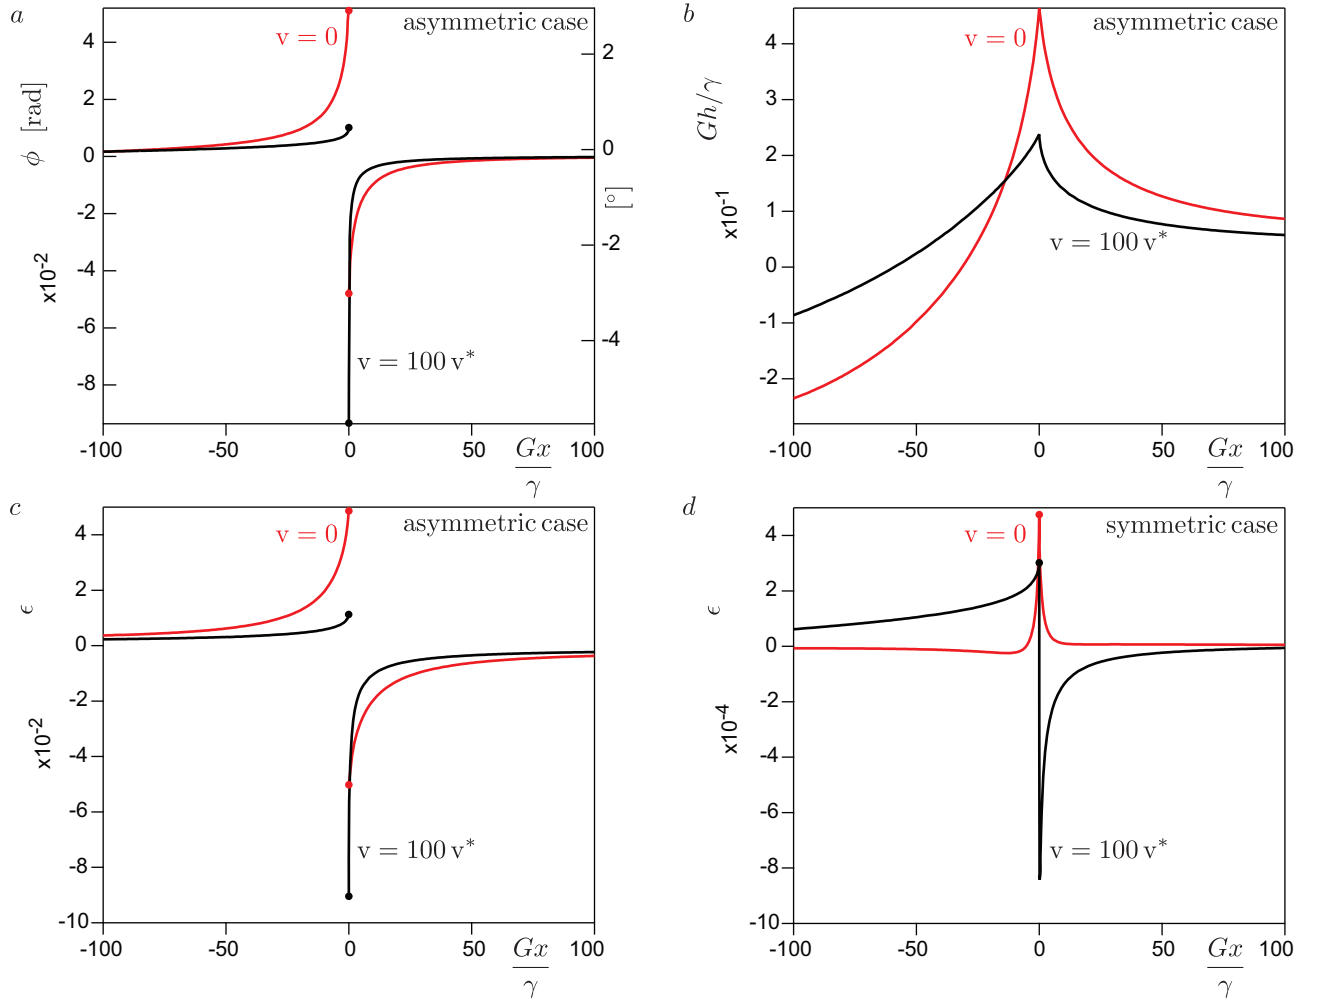 a
asymmetric case
v = 0
4
2
0
-2
-4
-6
-8
ϕ [rad]
x10-2
2
0
-2
-4
[°]
v = 100 v*
-100
-50
0
50
100
Gx/γ
b
asymmetric case
v = 0
4
3
2
1
0
-1
-2
Gh/γ
x10-1
v = 100 v*
-100
-50
0
50
100
Gx/γ
c
asymmetric case
v = 0
4
2
0
-2
-4
-6
-8
-10
ϵ
x10-2
v = 100 v*
-100
-50
0
50
100
Gx/γ
d
symmetric case
v = 0
4
2
0
-2
-4
-6
-8
-10
ϵ
x10-4
v = 100 v*
-100
-50
0
50
100
Gx/γ